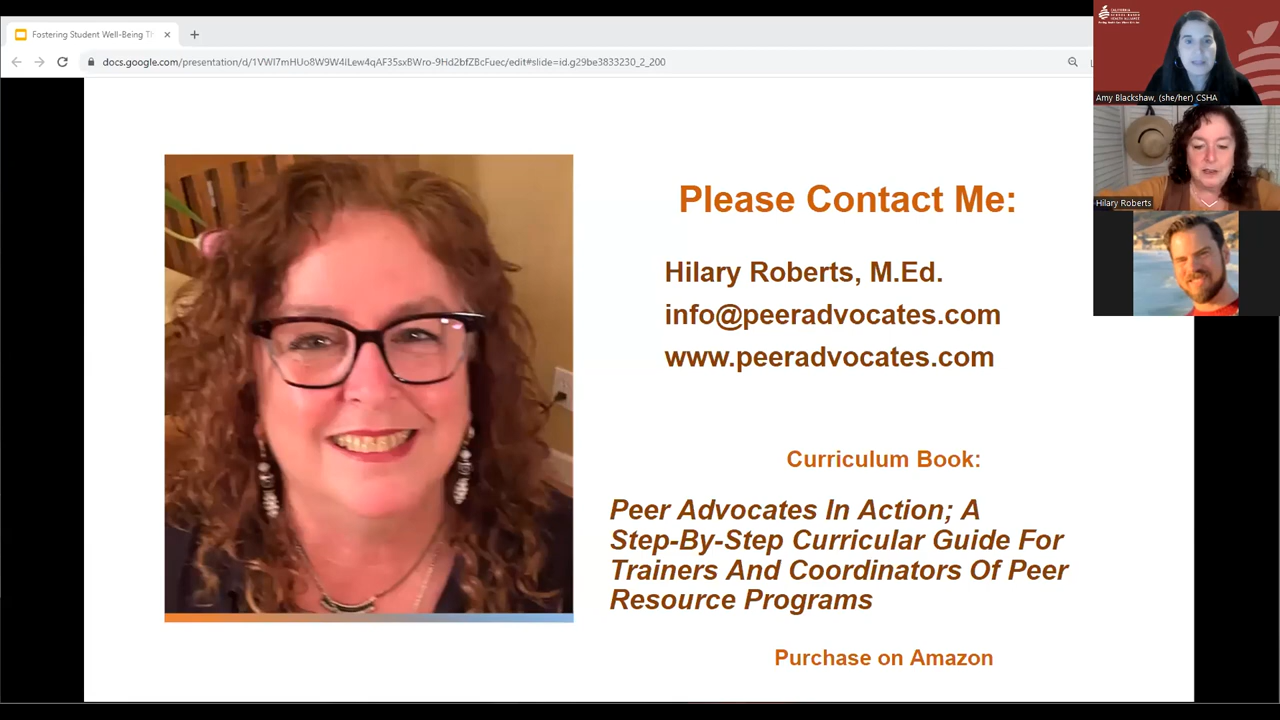 Fostering Student Well-Being Th
docs.google.com/presentation/d/1VWI7mHUo8W9W4iLew4qAF35sxBWro-9Hd2bfZBcFuec/edit#slide=id.g29be3833230_2_200
Amy Blackshaw, (she/her) CSHA
Hilary Roberts
Please Contact Me:
Hilary Roberts, M.Ed.
info@peeradvocates.com
www.peeradvocates.com
Curriculum Book:
Peer Advocates In Action; A
Step-By-Step Curricular Guide For
Trainers And Coordinators Of Peer
Resource Programs
Purchase on Amazon